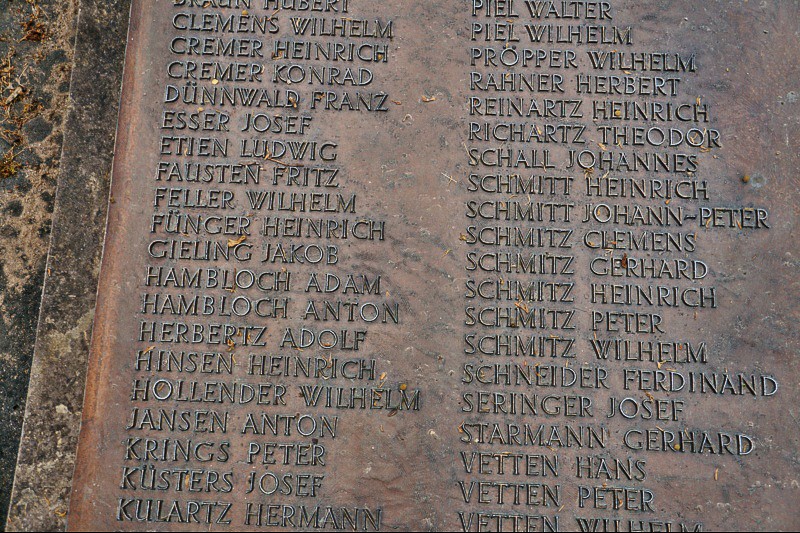 BRAUN HUBERT
CLEMENS WILHELM
CREMER HEINRICH
CREMER KONRAD
DÜNNWALD FRANZ
ESSER JOSEF
ETIEN LUDWIG
FAUSTEN FRITZ
FELLER WILHELM
FÜNGER HEINRICH
GIELING JAKOB
HAMBLOCH ADAM
HAMBLOCH ANTON
HERBERTZ ADOLF
HINSEN HEINRICH
HOLLENDER WILHELM
JANSEN ANTON
KRINGS PETER
KÜSTERS JOSEF
KULARTZ HERMANN
PIEL WALTER
PIEL WILHELM
PRÖPPER WILHELM
RAHNER HERBERT
REINARTZ HEINRICH
RICHARTZ THEODOR
SCHALL JOHANNES
SCHMITT HEINRICH
SCHMITT JOHANN-PETER
SCHMITZ CLEMENS
SCHMITZ GERHARD
SCHMITZ HEINRICH
SCHMITZ PETER
SCHMITZ WILHELM
SCHNEIDER FERDINAND
SERINGER JOSEF
STARMANN GERHARD
VETTEN HANS
VETTEN PETER
VETTEN WILHELM